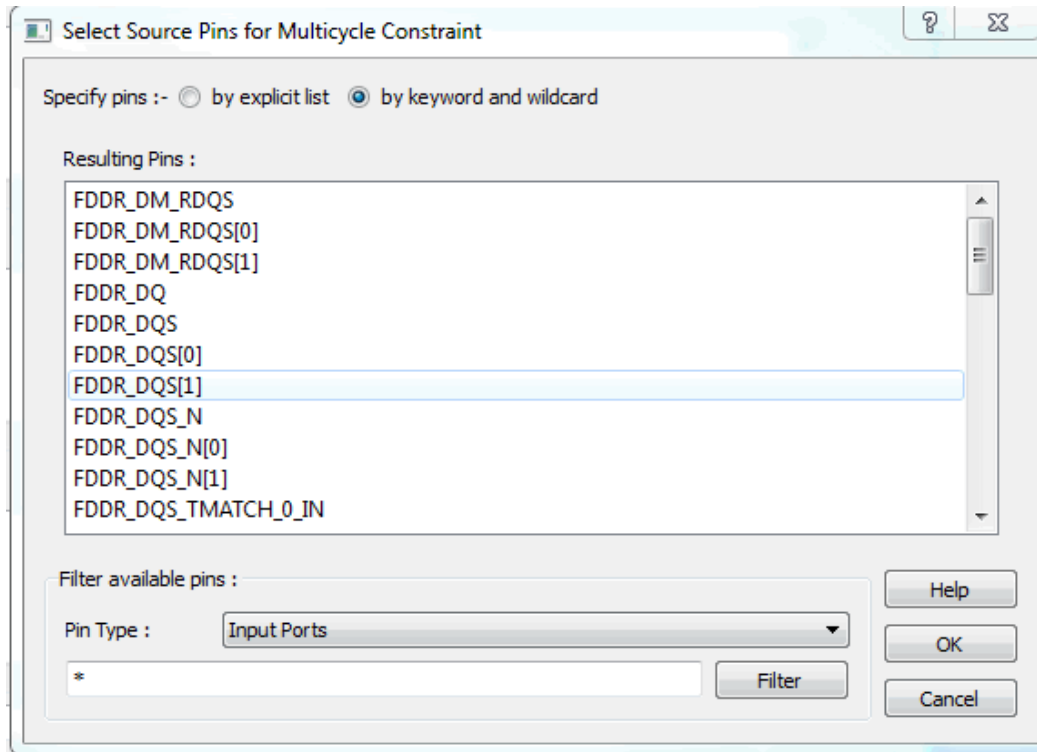 Select Source Pins for Multicycle Constraint
Specify pins :- by explicit list by keyword and wildcard
Resulting Pins :
FDDR_DM_RDQS
FDDR_DM_RDQS[0]
FDDR_DM_RDQS[1]
FDDR_DQ
FDDR_DQS
FDDR_DQS[0]
FDDR_DQS[1]
FDDR_DQS_N
FDDR_DQS_N[0]
FDDR_DQS_N[1]
FDDR_DQS_TMATCH_0_IN
Filter available pins :
Help
Pin Type : Input Ports
OK
* Filter
Cancel